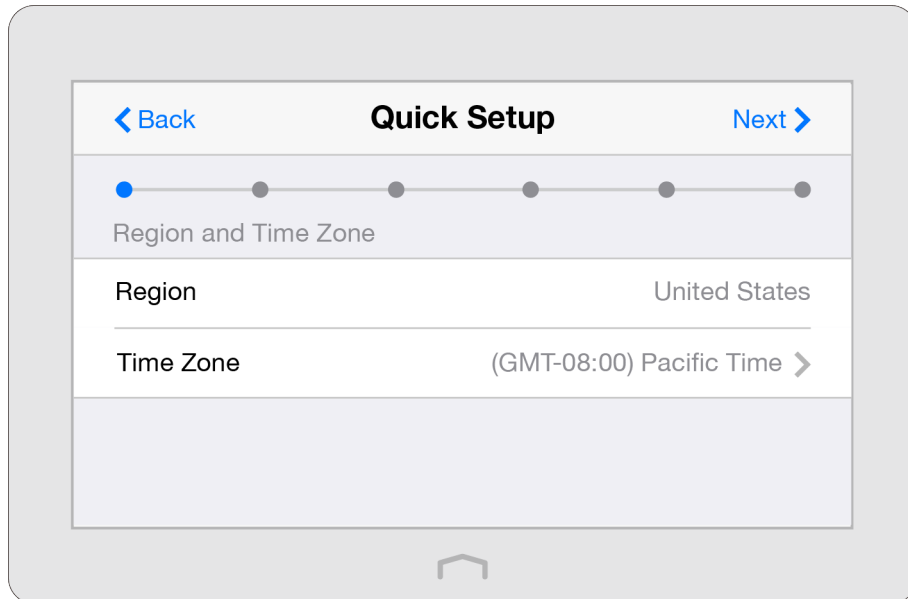 Back Quick Setup Next
Region and Time Zone
Region United States
Time Zone (GMT-08:00) Pacific Time